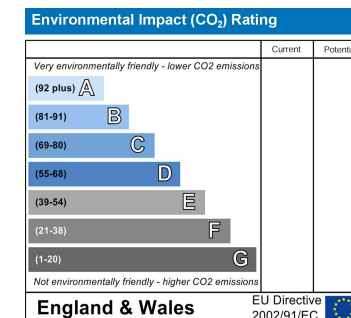 Environmental Impact (CO₂) Rating
Current Potenti
Very environmentally friendly - lower CO2 emissions
(92 plus) A
(81-91) B
(69-80) C
(55-68) D
(39-54) E
(21-38) F
(1-20) G
Not environmentally friendly - higher CO2 emissions
England & Wales
EU Directive
2002/91/EC